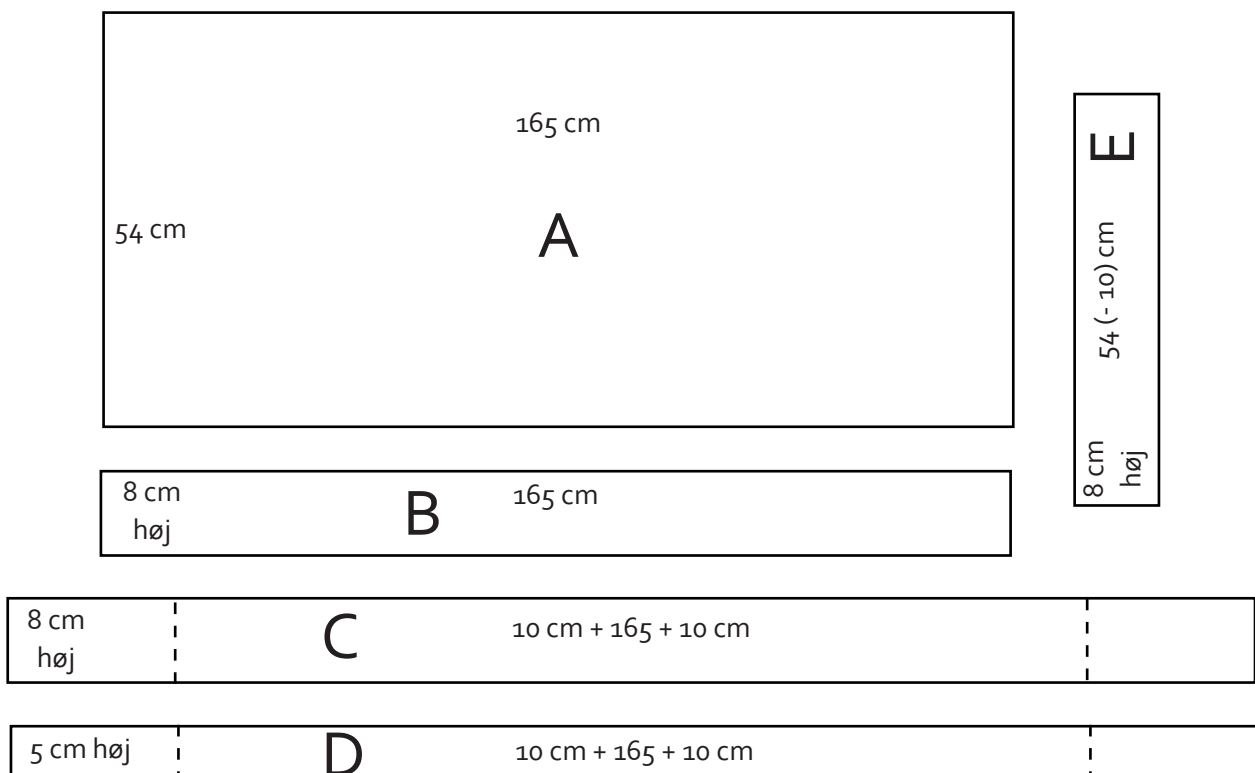 165 cm
54 cm
A
E
54 (- 10) cm
8 cm
høj
8 cm
høj
B
165 cm
8 cm
høj
C
10 cm + 165 + 10 cm
5 cm høj
D
10 cm + 165 + 10 cm